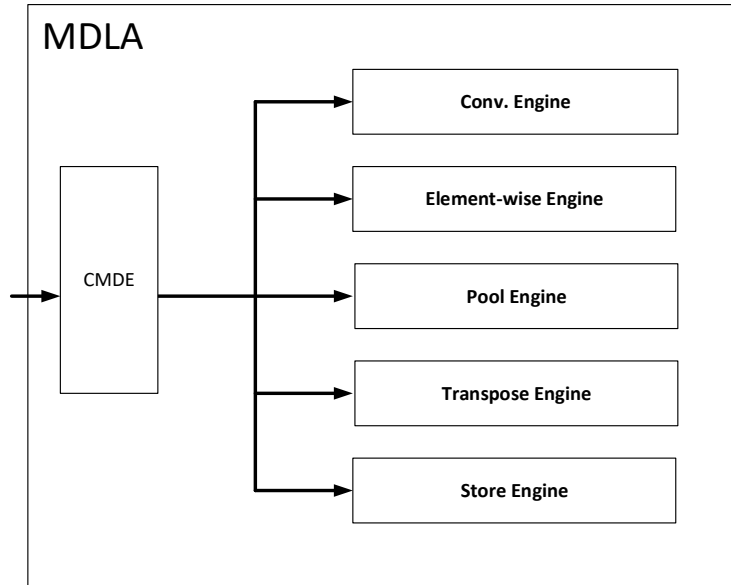 MDLA
Conv. Engine
Element-wise Engine
CMDE
Pool Engine
Transpose Engine
Store Engine